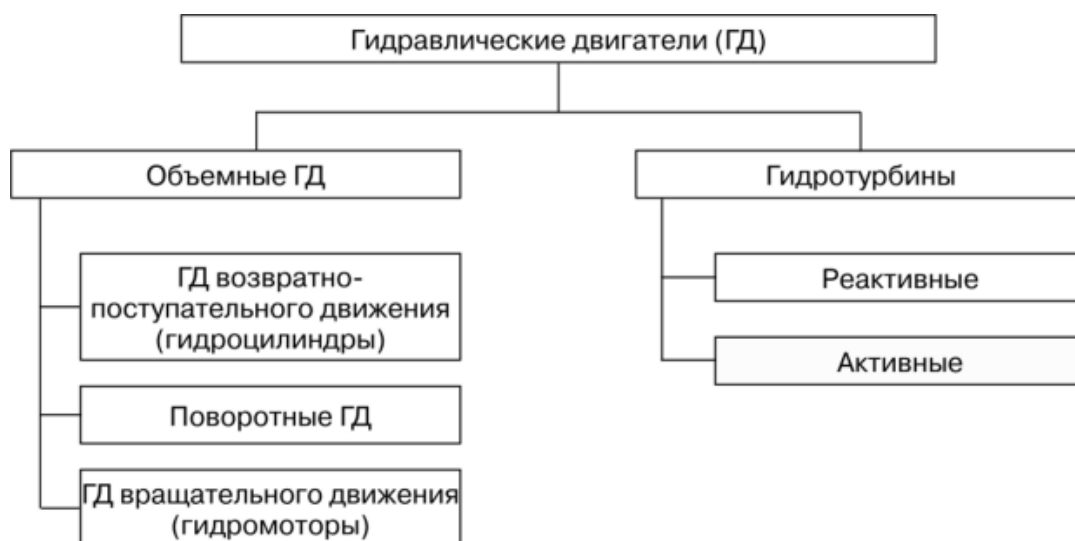 Гидравлические двигатели (ГД)
Объемные ГД
Гидротурбины
ГД возвратно-
поступательного движения
(гидроцилиндры)
Реактивные
Активные
Поворотные ГД
ГД вращательного движения
(гидромоторы)